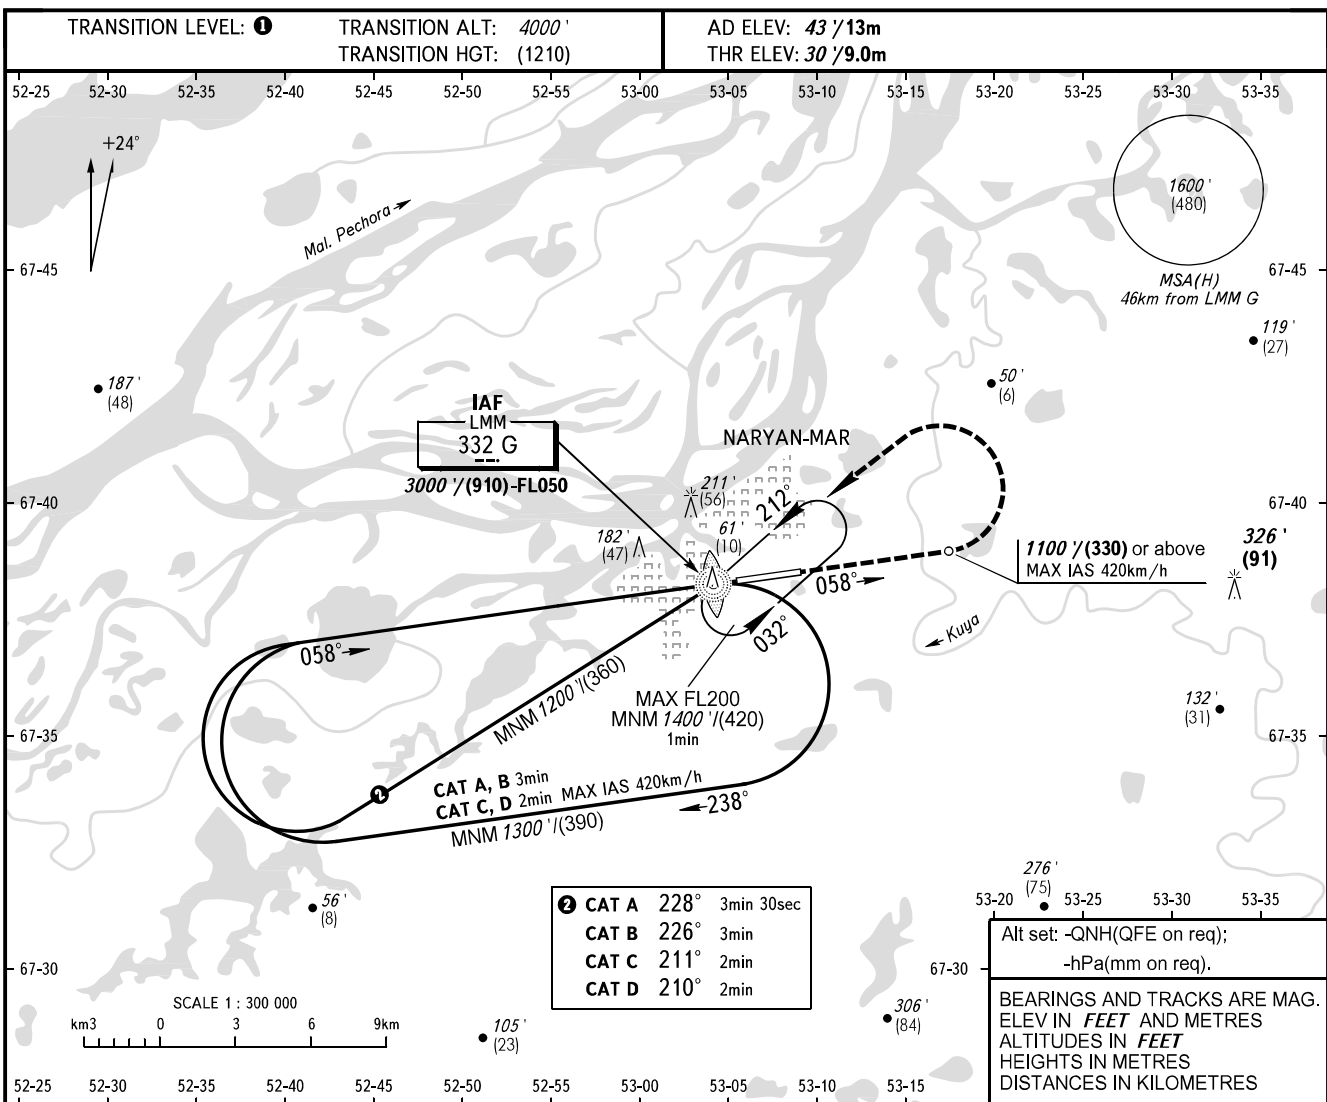 TRANSITION LEVEL: ❶
TRANSITION ALT: 4000 '
TRANSITION HGT: (1210)
AD ELEV: 43 '/13m
THR ELEV: 30 '/9.0m
52-25 52-30 52-35 52-40 52-45 52-50 52-55 53-00 53-05 53-10 53-15 53-20 53-25 53-30 53-35
+24°
1600 '
(480)
MSA(H)
46km from LMM G
Mal. Pechora
67-45
67-45
119 '
(27)
187 '
(48)
50 '
(6)
IAF
LMM
332 G
3000 '/(910)-FL050
NARYAN-MAR
211 '
(56)
67-40
67-40
212°
61 '
(10)
182 '
(47)
1100 '/(330) or above
MAX IAS 420km/h
326 '
(91)
058°
Kuya
032°
058°
MNM 1200 '/(360)
MAX FL200
MNM 1400 '/(420)
1min
132 '
(31)
67-35
67-35
❷
CAT A, B 3min
CAT C, D 2min MAX IAS 420km/h
MNM 1300 '/(390)
238°
56 '
(8)
276 '
(75)
❷ CAT A 228° 3min 30sec
CAT B 226° 3min
CAT C 211° 2min
CAT D 210° 2min
53-20 53-25 53-30 53-35
Alt set: -QNH(QFE on req);
-hPa(mm on req).
67-30
67-30
SCALE 1 : 300 000
km3 0 3 6 9km
105 '
(23)
306 '
(84)
BEARINGS AND TRACKS ARE MAG.
ELEV IN FEET AND METRES
ALTITUDES IN FEET
HEIGHTS IN METRES
DISTANCES IN KILOMETRES
52-25 52-30 52-35 52-40 52-45 52-50 52-55 53-00 53-05 53-10 53-15